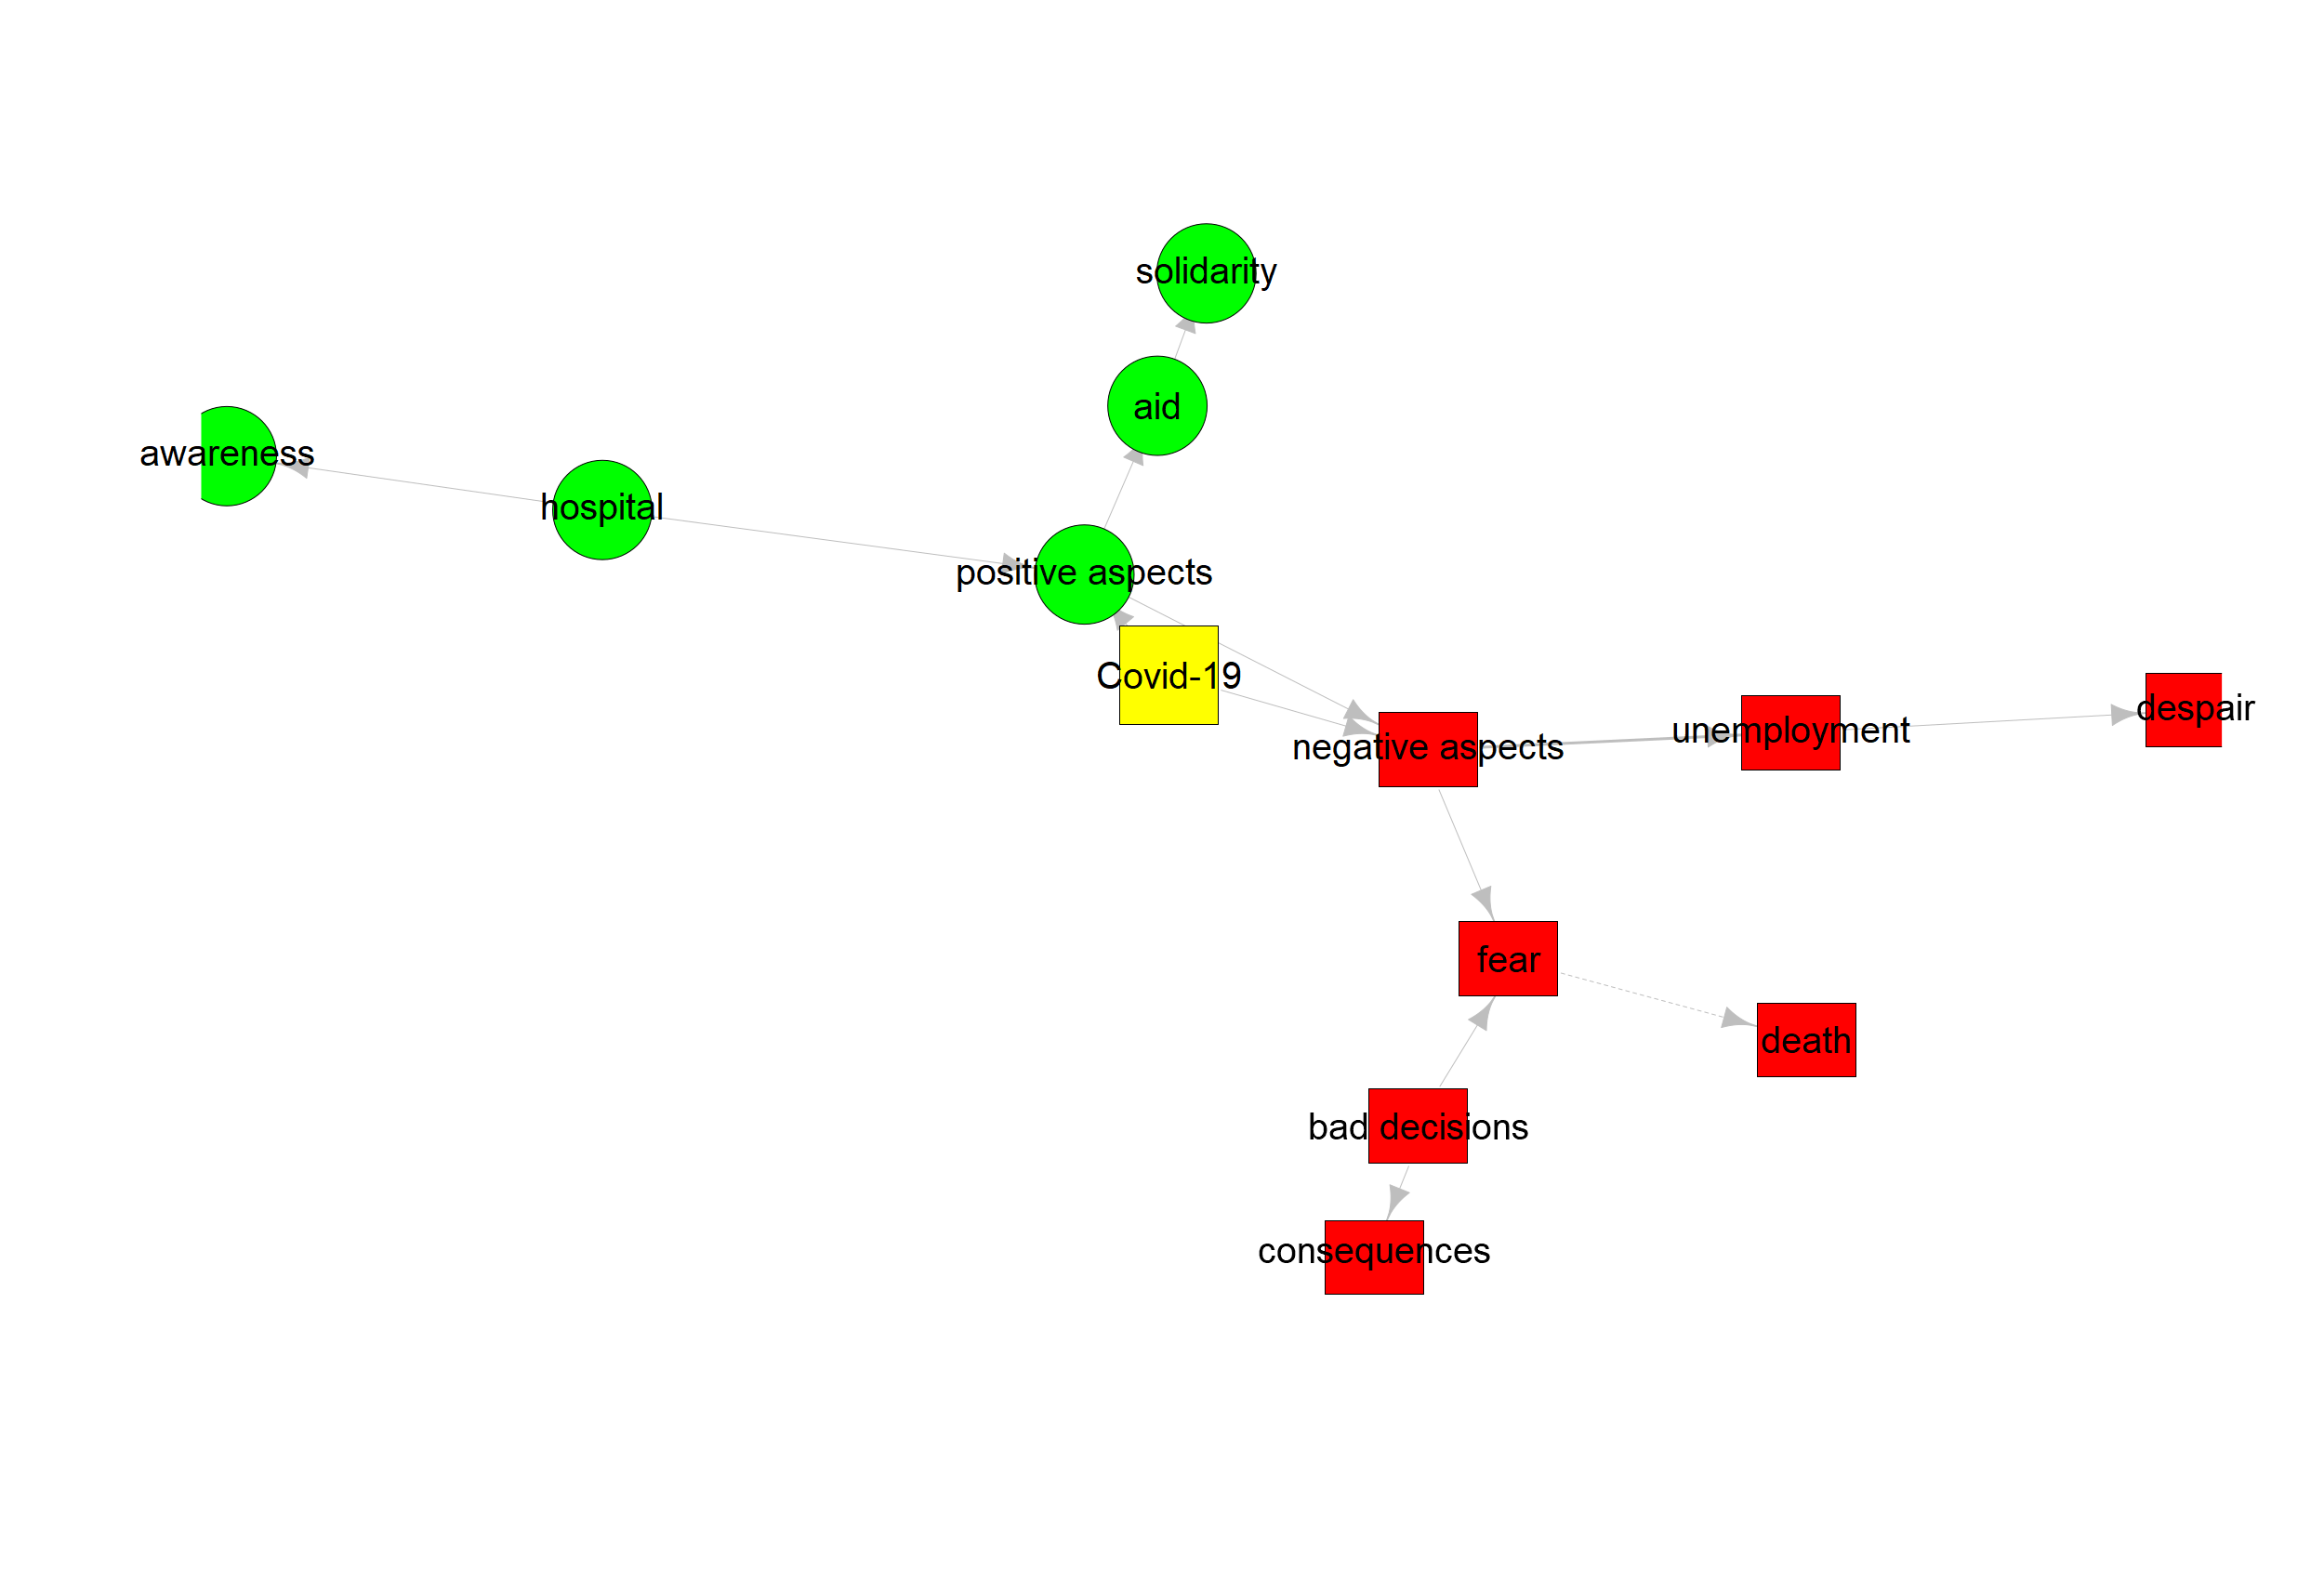 solidarity
aid
awareness
hospital
positive aspects
Covid-19
negative aspects
unemployment
despair
fear
death
bad decisions
consequences